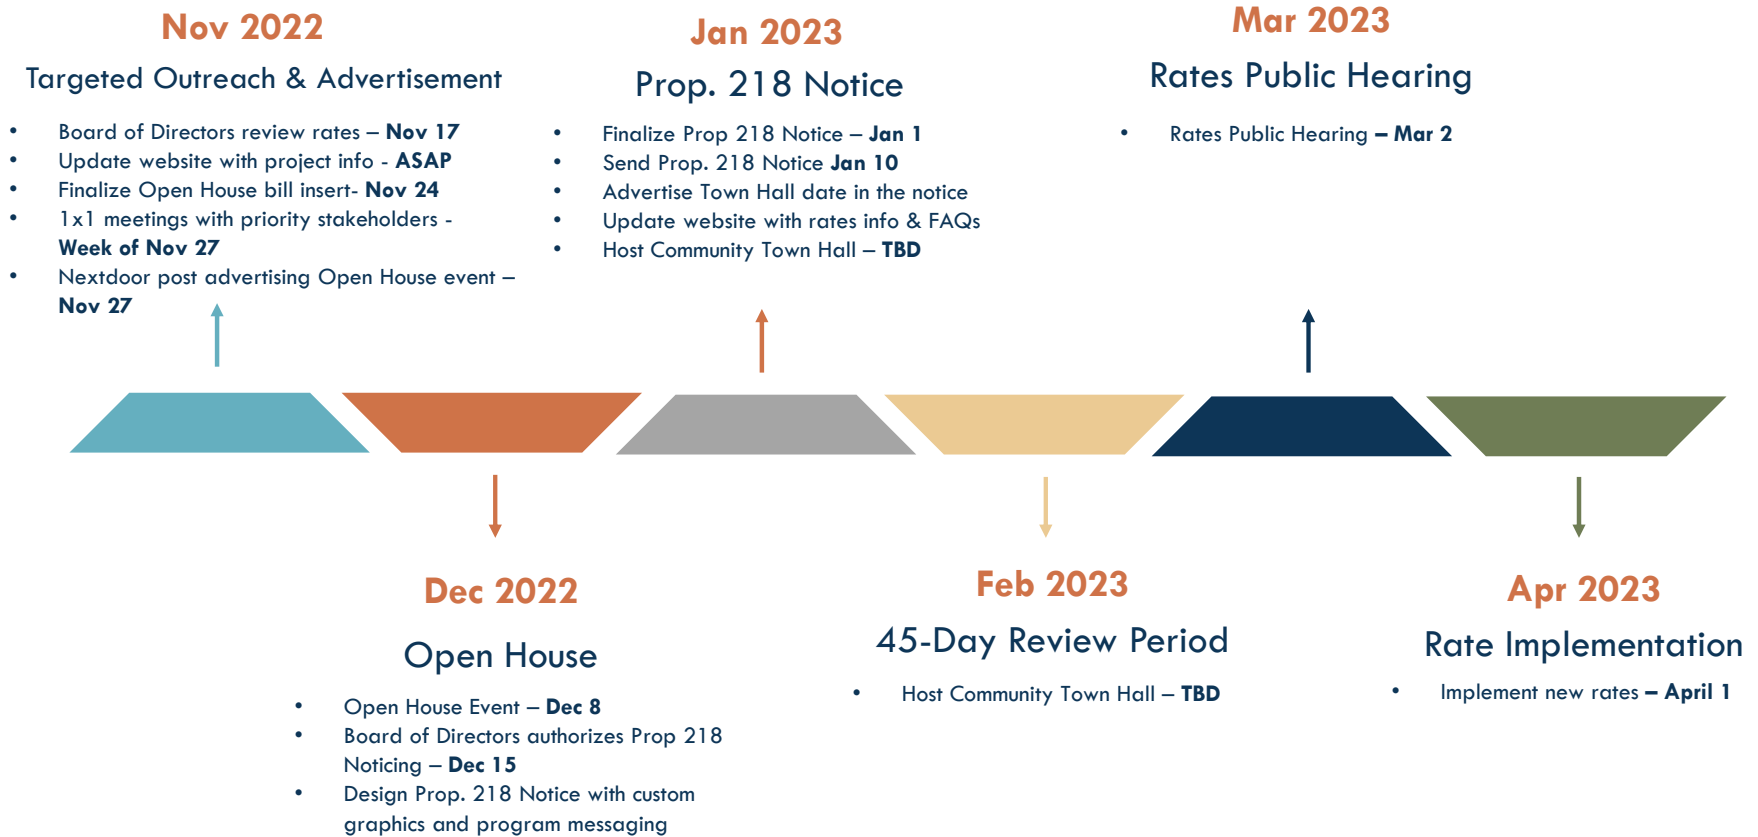 Nov 2022
Targeted Outreach & Advertisement
• Board of Directors review rates – Nov 17
• Update website with project info - ASAP
• Finalize Open House bill insert- Nov 24
• 1x1 meetings with priority stakeholders -
Week of Nov 27
• Nextdoor post advertising Open House event –
Nov 27
Dec 2022
Open House
• Open House Event – Dec 8
• Board of Directors authorizes Prop 218
Noticing – Dec 15
• Design Prop. 218 Notice with custom
graphics and program messaging
Jan 2023
Prop. 218 Notice
• Finalize Prop 218 Notice – Jan 1
• Send Prop. 218 Notice Jan 10
• Advertise Town Hall date in the notice
• Update website with rates info & FAQs
• Host Community Town Hall – TBD
Feb 2023
45-Day Review Period
• Host Community Town Hall – TBD
Mar 2023
Rates Public Hearing
• Rates Public Hearing – Mar 2
Apr 2023
Rate Implementation
• Implement new rates – April 1